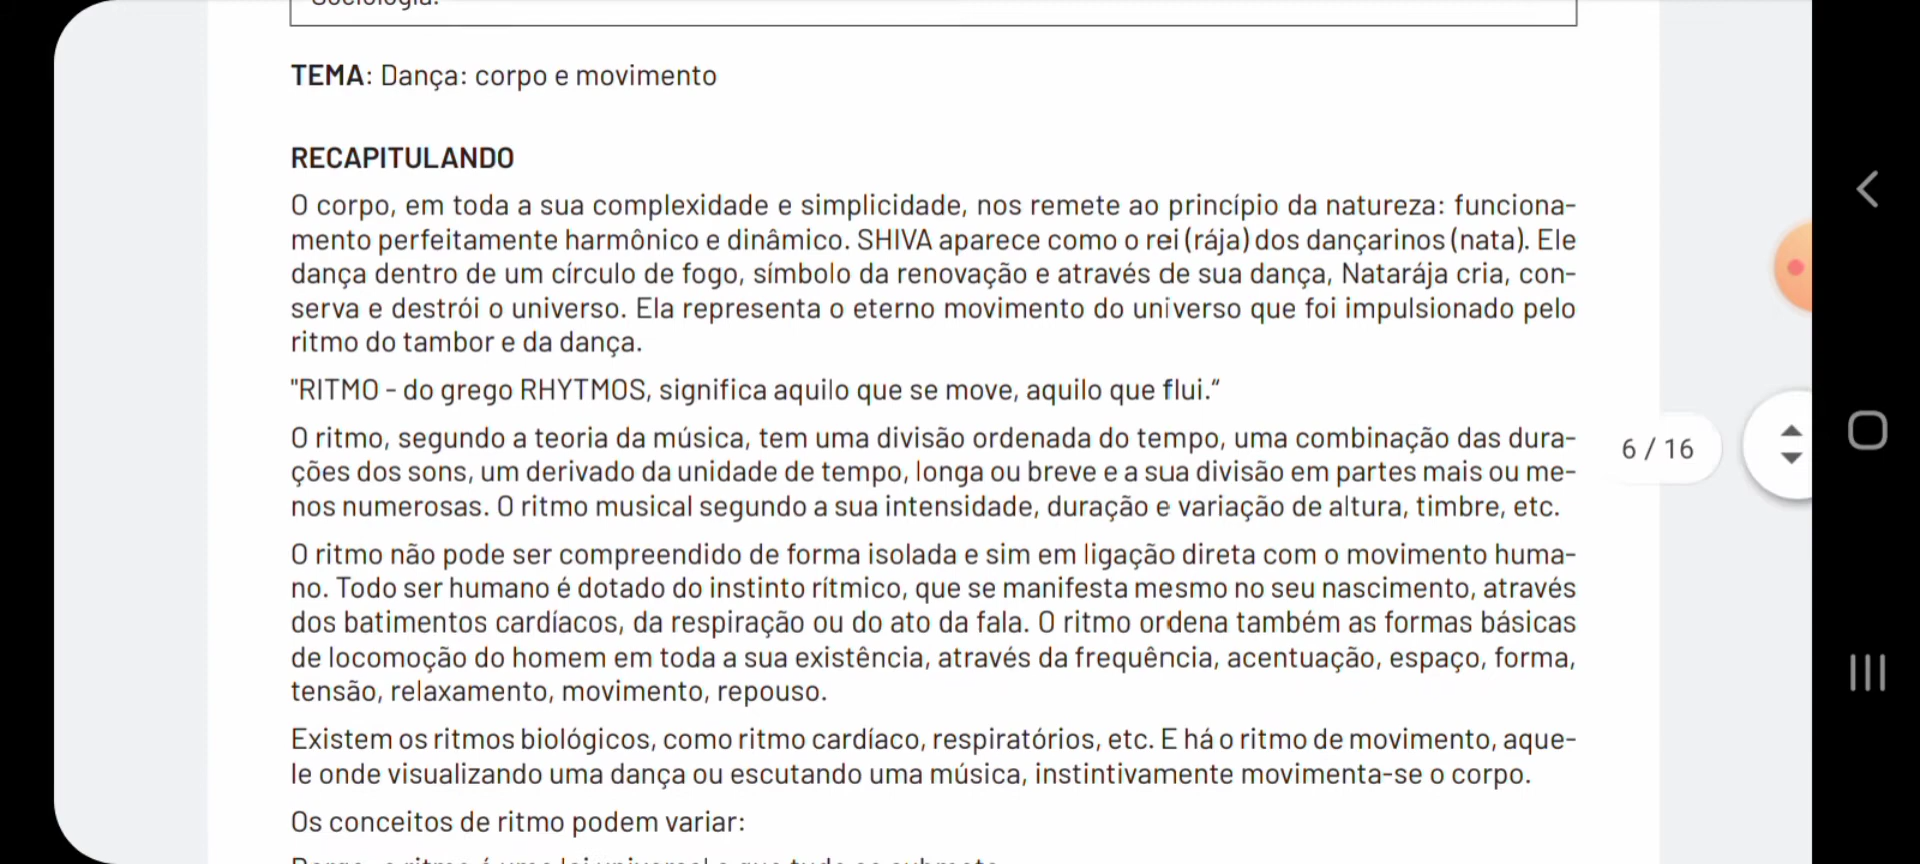 Sociologia.
TEMA: Dança: corpo e movimento
RECAPITULANDO
O corpo, em toda a sua complexidade e simplicidade, nos remete ao princípio da natureza: funciona-
mento perfeitamente harmônico e dinâmico. SHIVA aparece como o rei (rája) dos dançarinos (nata). Ele
dança dentro de um círculo de fogo, símbolo da renovação e através de sua dança, Natarája cria, con-
serva e destrói o universo. Ela representa o eterno movimento do universo que foi impulsionado pelo
ritmo do tambor e da dança.
"RITMO - do grego RHYTMOS, significa aquilo que se move, aquilo que flui.“
O ritmo, segundo a teoria da música, tem uma divisão ordenada do tempo, uma combinação das dura-
ções dos sons, um derivado da unidade de tempo, longa ou breve e a sua divisão em partes mais ou me-
nos numerosas. O ritmo musical segundo a sua intensidade, duração e variação de altura, timbre, etc.
6 / 16
O ritmo não pode ser compreendido de forma isolada e sim em ligação direta com o movimento huma-
no. Todo ser humano é dotado do instinto rítmico, que se manifesta mesmo no seu nascimento, através
dos batimentos cardíacos, da respiração ou do ato da fala. O ritmo ordena também as formas básicas
de locomoção do homem em toda a sua existência, através da frequência, acentuação, espaço, forma,
tensão, relaxamento, movimento, repouso.
Existem os ritmos biológicos, como ritmo cardíaco, respiratórios, etc. E há o ritmo de movimento, aque-
le onde visualizando uma dança ou escutando uma música, instintivamente movimenta-se o corpo.
Os conceitos de ritmo podem variar: